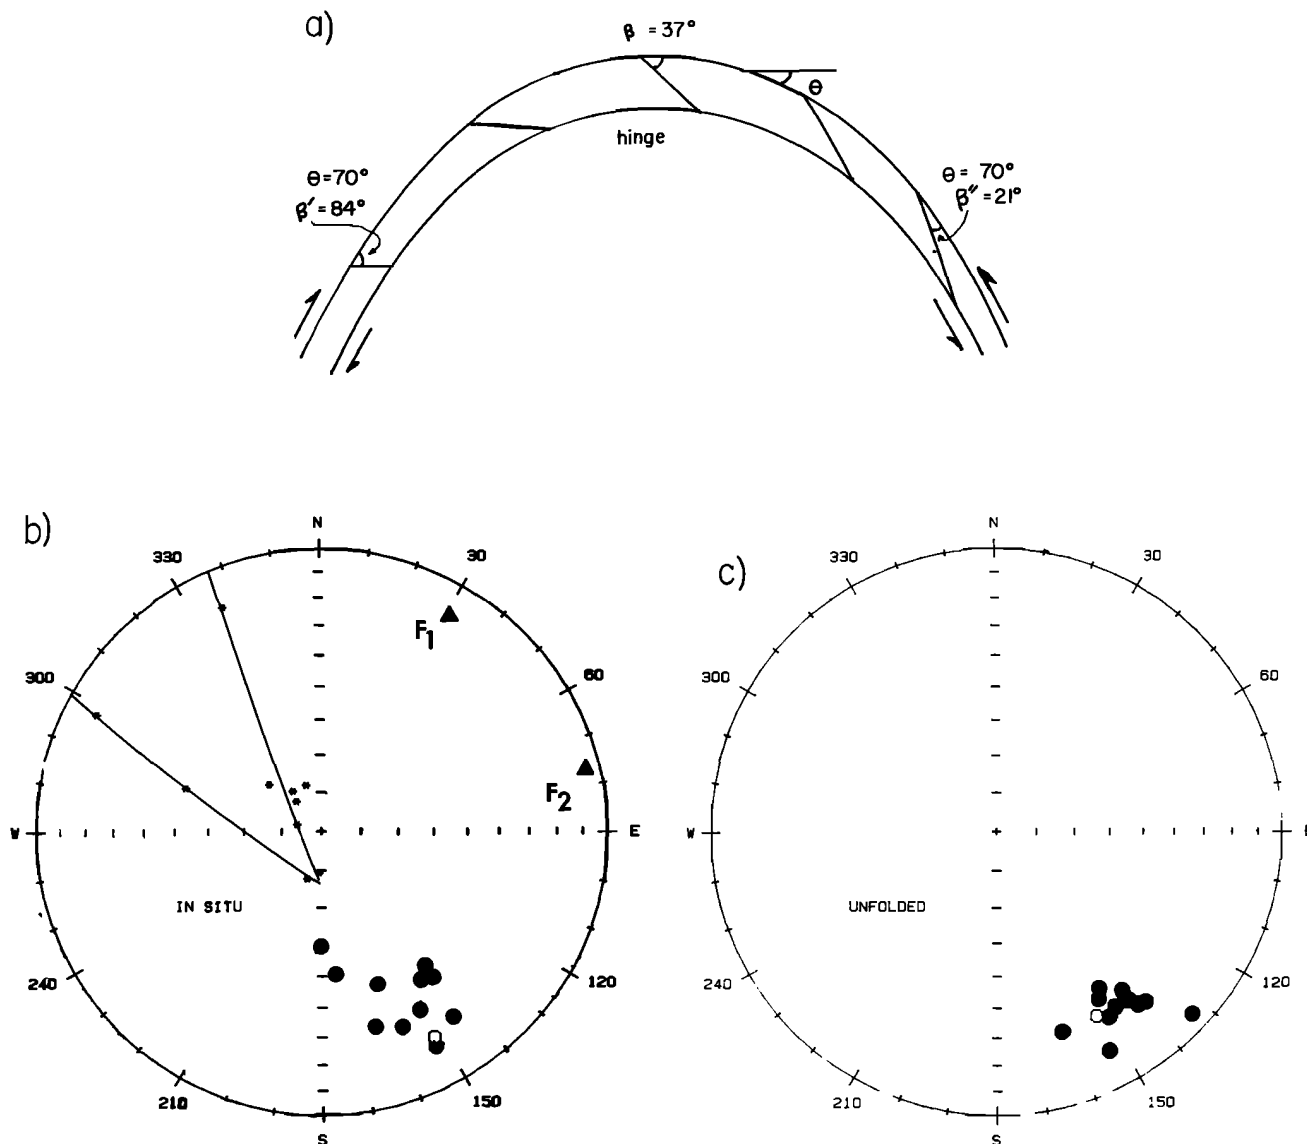 a)
β = 37°
θ
hinge
θ=70°
β′=84°
θ= 70°
β″=21°
b)
N
330
30
F1
300
60
F2
W
E
IN SITU
240
120
210
150
S
c)
N
330
30
300
60
W
E
UNFOLDED
240
120
210
150
S